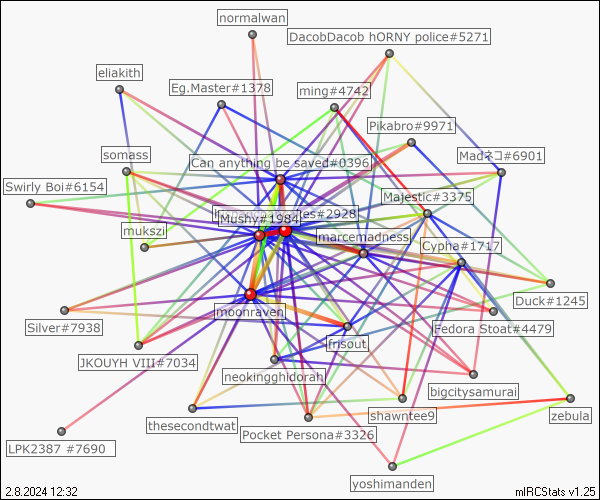 normalwan
DacobDacob hORNY police#5271
eliakith
Eg.Master#1378
ming#4742
Pikabro#9971
somass
Can anything be saved#0396
Madネコ#6901
Swirly Boi#6154
Majestic#3375
Mushy#1984
es#2928
mukszi
marcemadness
Cypha#1717
Duck#1245
moonraven
Silver#7938
Fedora Stoat#4479
frisout
JKOUYH VIII#7034
neokingghidorah
bigcitysamurai
thesecondtwat
shawntee9
zebula
Pocket Persona#3326
LPK2387 #7690
yoshimanden
2.8.2024 12:32
mIRCStats v1.25